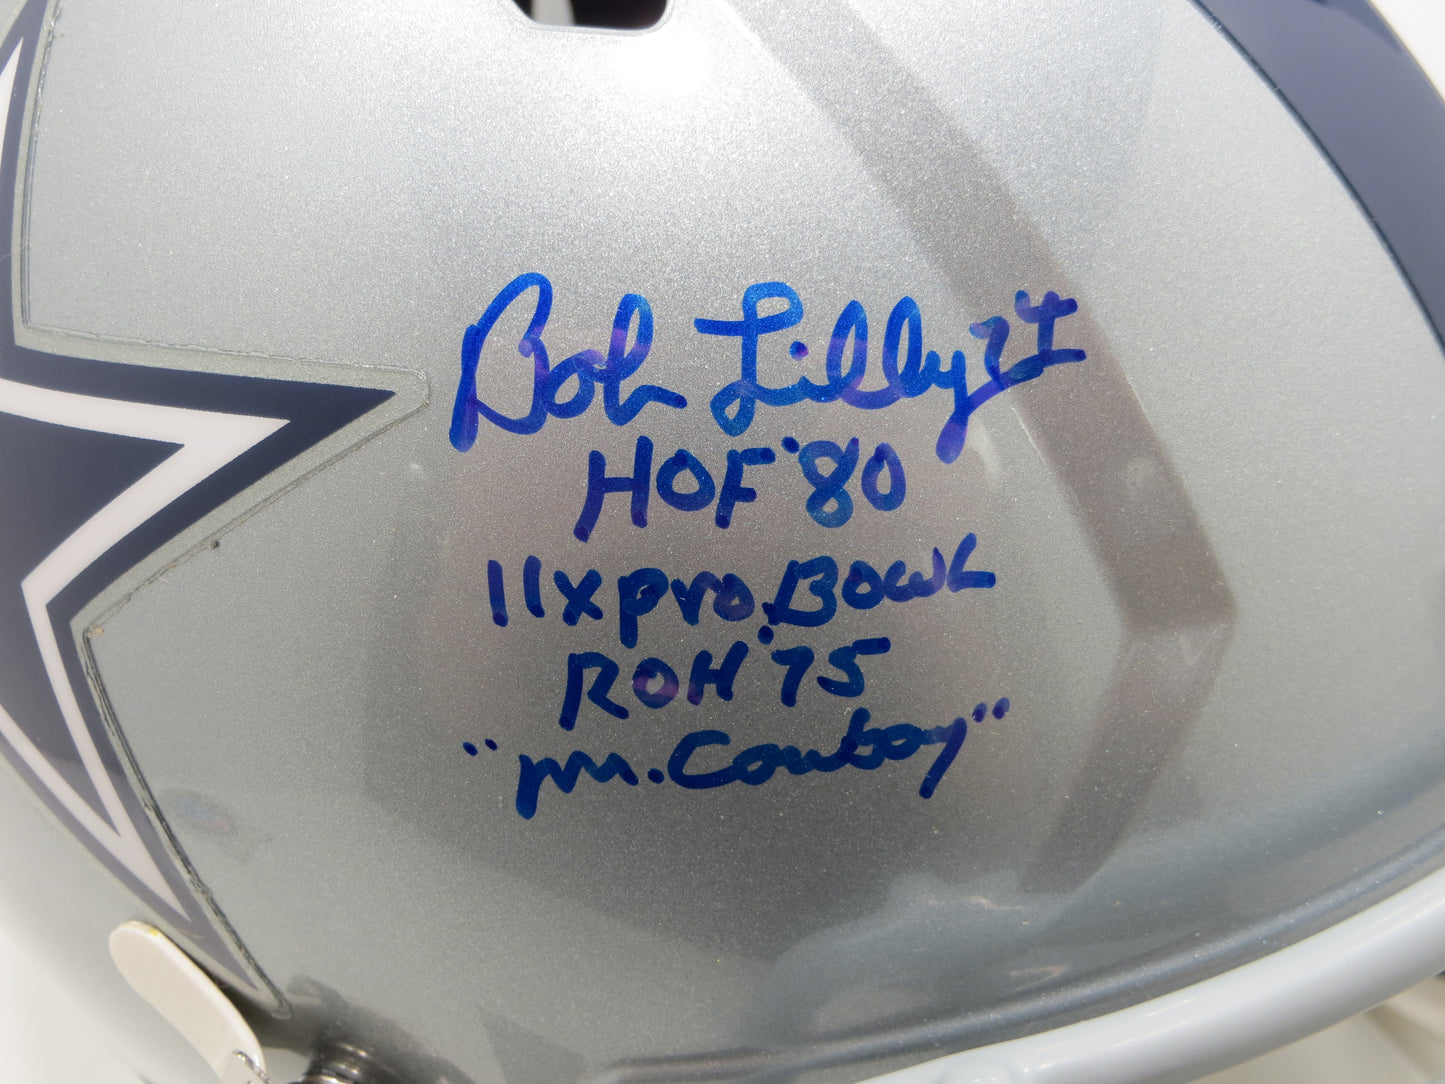 Bob Lilly 74
HOF '80
11x pro Bowl
ROH '75
"Mr. Cowboy"